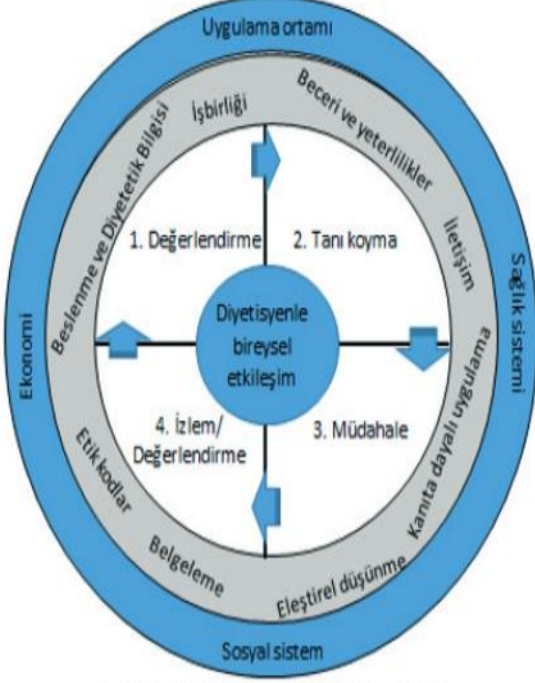 Uygulama ortamı
Sağlık sistemi
Sosyal sistem
Ekonomi
İşbirliği
Beceri ve yeterlilikler
İletişim
Kanıta dayalı uygulama
Eleştirel düşünme
Belgeleme
Etik kodlar
Beslenme ve Diyetetik Bilgisi
1. Değerlendirme
2. Tanı koyma
Diyetisyenle
bireysel
etkileşim
3. Müdahale
4. İzlem/
Değerlendirme